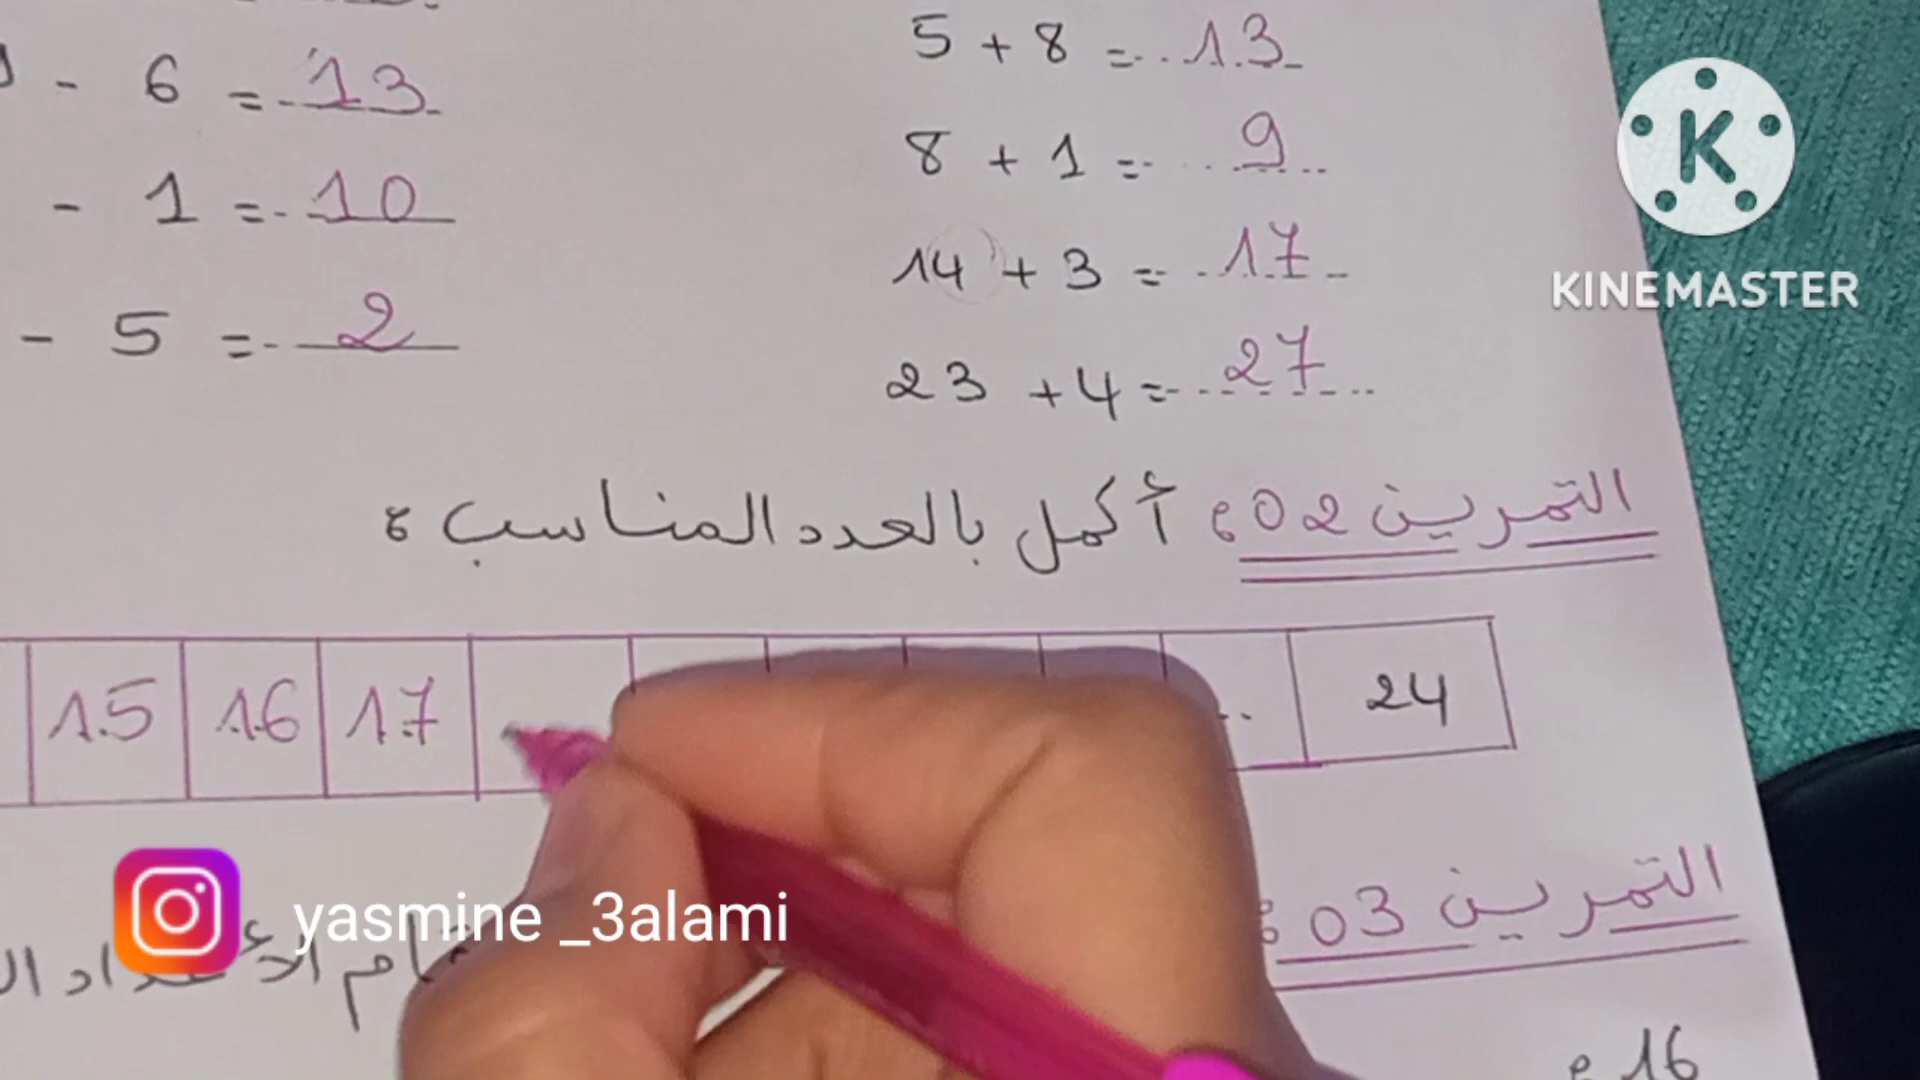 5 + 8 = 13
8 + 1 = 9
14 + 3 = 17
23 + 4 = 27
- 6 = 13
- 1 = 10
- 5 = 2
التمرين 02: أكمل بالعدد المناسب:
15 16 17 24
التمرين 03:
16
KINEMASTER
yasmine _3alami